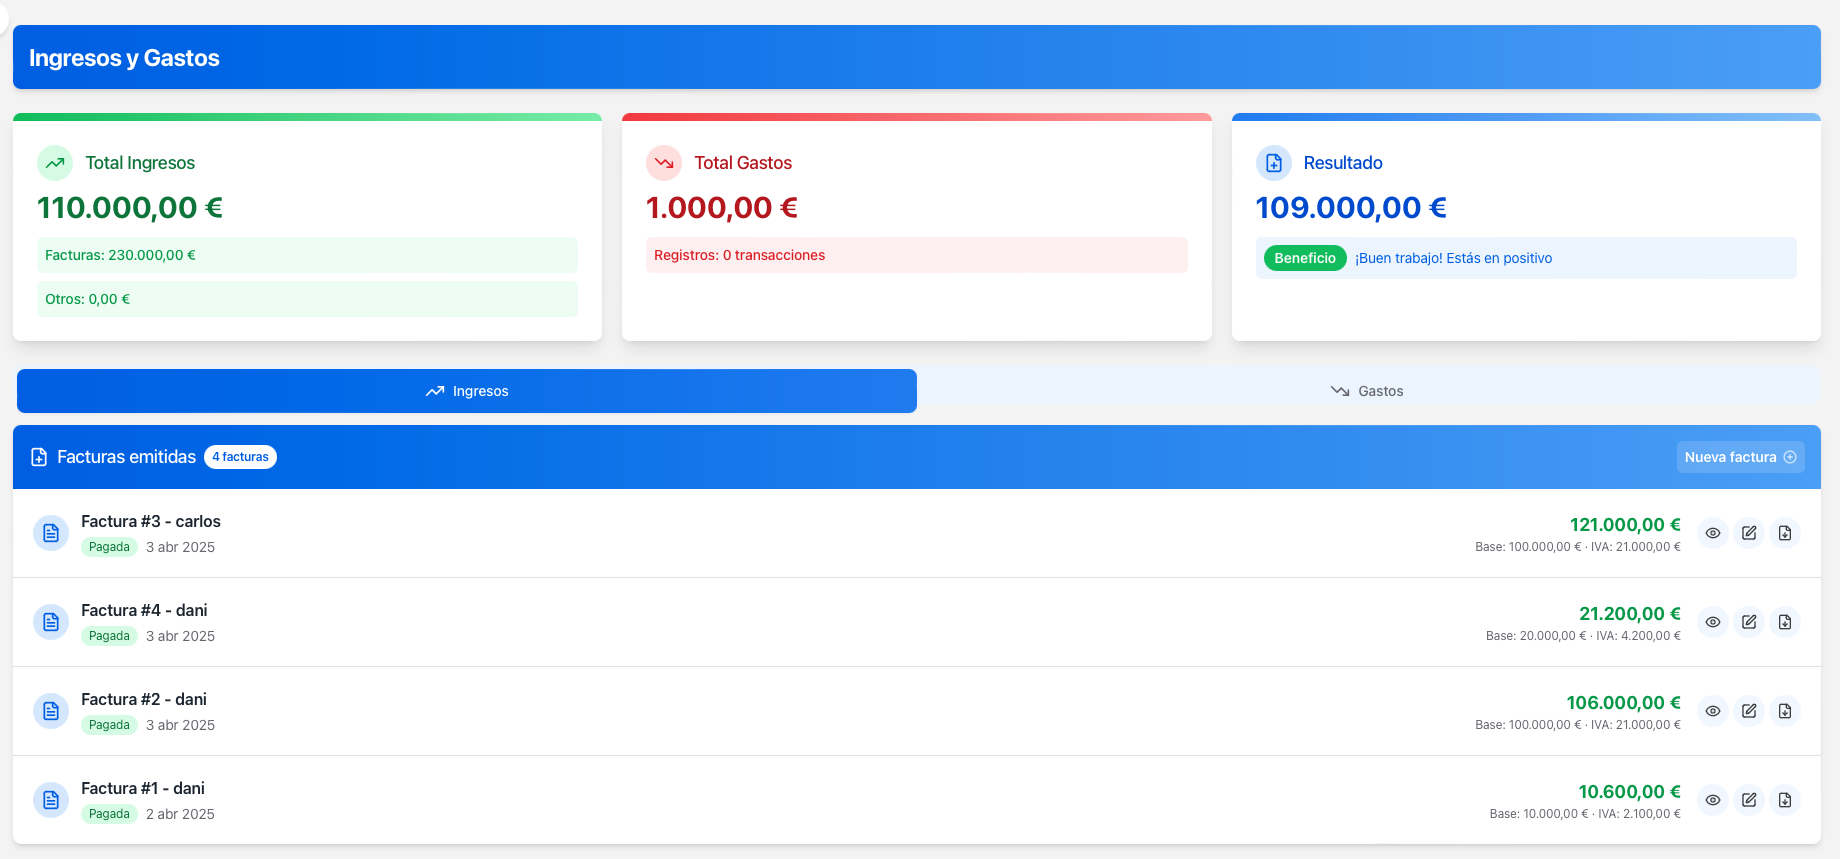 Ingresos y Gastos
Total Ingresos
110.000,00 €
Facturas: 230.000,00 €
Otros: 0,00 €
Total Gastos
1.000,00 €
Registros: 0 transacciones
Resultado
109.000,00 €
Beneficio ¡Buen trabajo! Estás en positivo
Ingresos
Gastos
Facturas emitidas 4 facturas
Nueva factura
Factura #3 - carlos
Pagada 3 abr 2025
121.000,00 €
Base: 100.000,00 € · IVA: 21.000,00 €
Factura #4 - dani
Pagada 3 abr 2025
21.200,00 €
Base: 20.000,00 € · IVA: 4.200,00 €
Factura #2 - dani
Pagada 3 abr 2025
106.000,00 €
Base: 100.000,00 € · IVA: 21.000,00 €
Factura #1 - dani
Pagada 2 abr 2025
10.600,00 €
Base: 10.000,00 € · IVA: 2.100,00 €